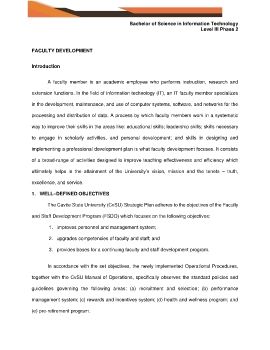 Bachelor of Science in Information Technology
Level III Phase 2
FACULTY DEVELOPMENT
Introduction
A faculty member is an academic employee who performs instruction, research and
extension functions. In the field of information technology (IT), an IT faculty member specializes
in the development, maintenance, and use of computer systems, software, and networks for the
processing and distribution of data. A process by which faculty members work in a systematic
way to improve their skills in the areas like: educational skills; leadership skills; skills necessary
to engage in scholarly activities, and personal development; and skills in designing and
implementing a professional development plan is what faculty development focuses. It consists
of a broad-range of activities designed to improve teaching effectiveness and efficiency which
ultimately helps in the attainment of the University's vision, mission and the tenets – truth,
excellence, and service.
1. WELL-DEFINED OBJECTIVES
The Cavite State University (CvSU) Strategic Plan adheres to the objectives of the Faculty
and Staff Development Program (FSDP) which focuses on the following objectives:
1. improves personnel and management system;
2. upgrades competencies of faculty and staff; and
3. provides bases for a continuing faculty and staff development program.
In accordance with the set objectives, the newly implemented Operational Procedures,
together with the CvSU Manual of Operations, specifically observes the standard policies and
guidelines governing the following areas: (a) recruitment and selection; (b) performance
management system; (c) rewards and incentives system; (d) health and wellness program; and
(e) pre-retirement program.